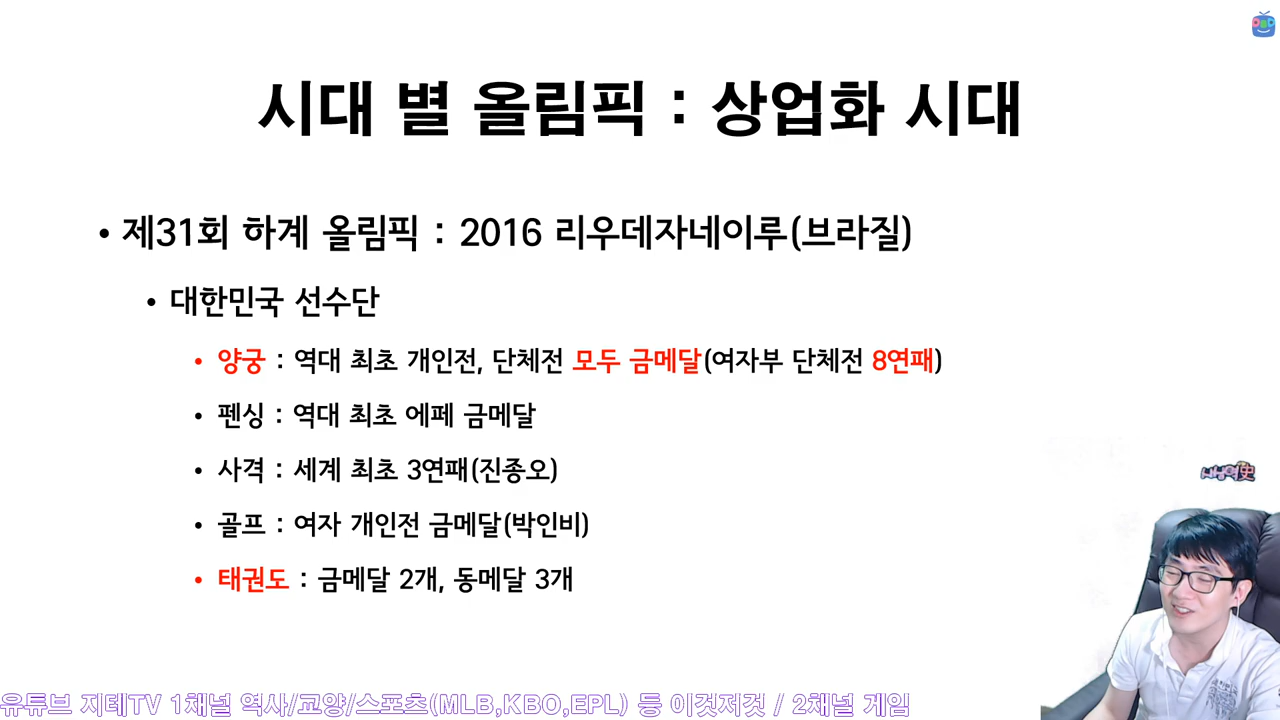 시대 별 올림픽 : 상업화 시대
• 제31회 하계 올림픽 : 2016 리우데자네이루(브라질)
• 대한민국 선수단
• 양궁 : 역대 최초 개인전, 단체전 모두 금메달(여자부 단체전 8연패)
• 펜싱 : 역대 최초 에페 금메달
• 사격 : 세계 최초 3연패(진종오)
• 골프 : 여자 개인전 금메달(박인비)
• 태권도 : 금메달 2개, 동메달 3개
유튜브 지테TV 1채널 역사/교양/스포츠(MLB,KBO,EPL) 등 이것저것 / 2채널 게임